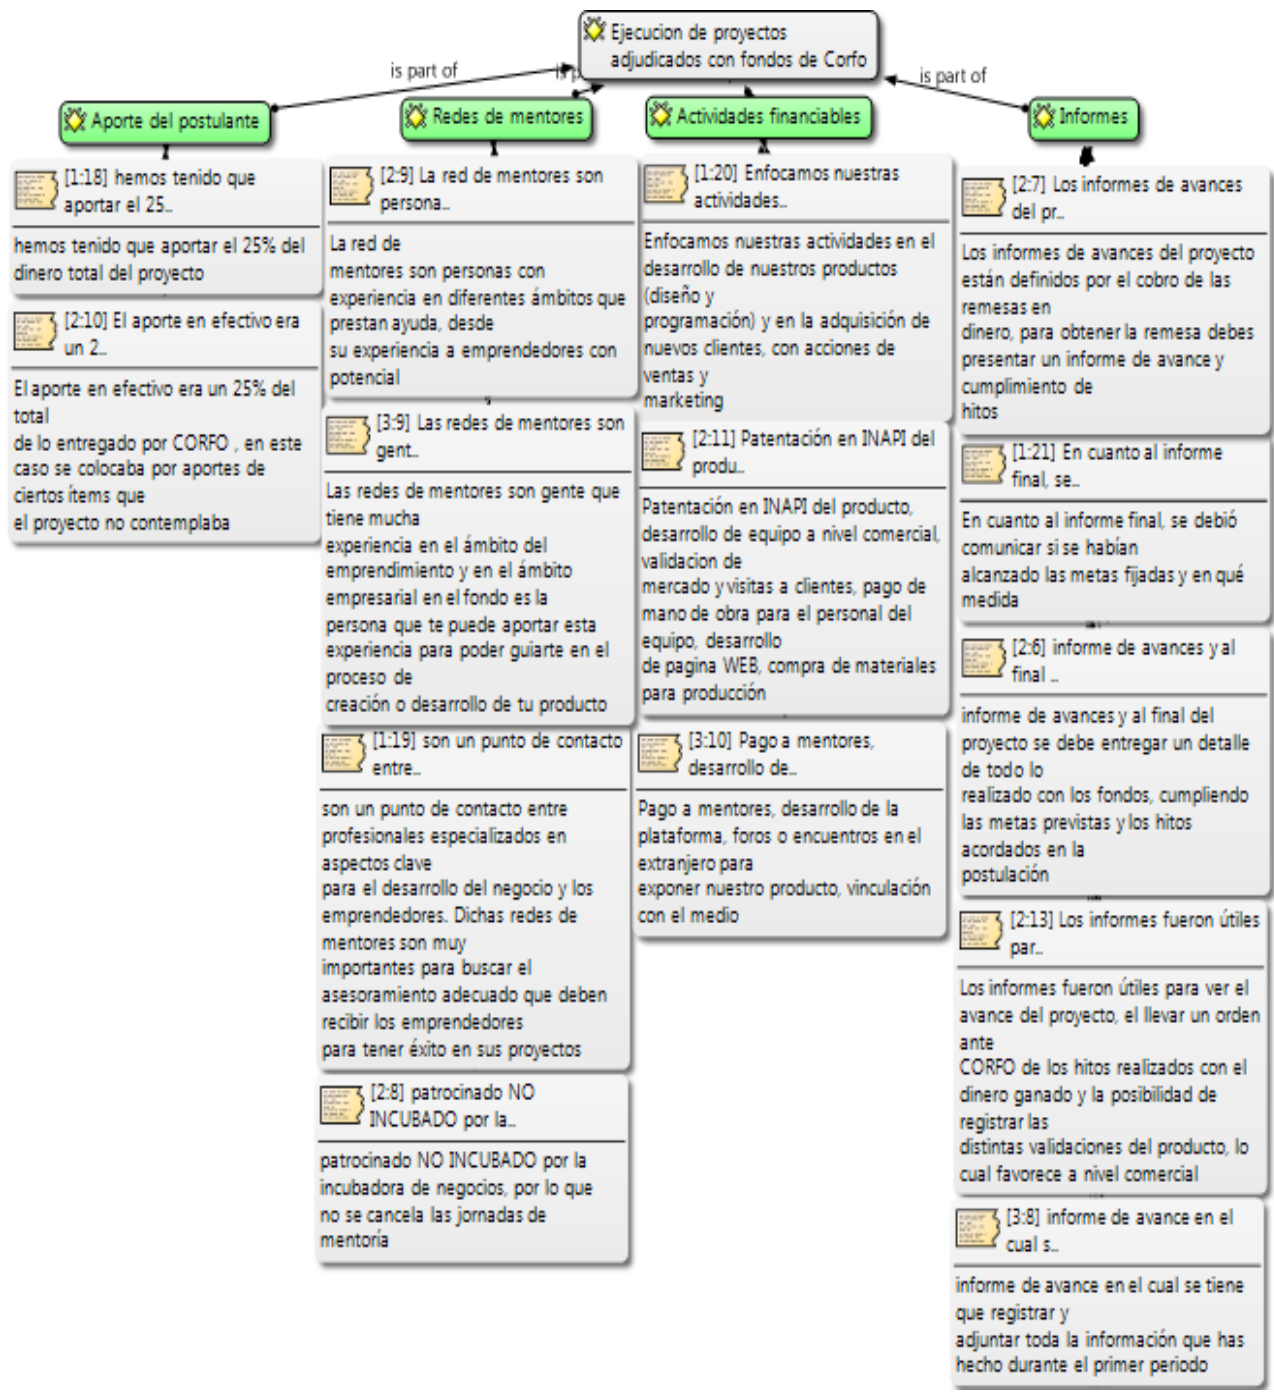 Ejecucion de proyectos
adjudicados con fondos de Corfo
is part of
is p
is part of
Aporte del postulante
Redes de mentores
Actividades financiables
Informes
[1:18] hemos tenido que
aportar el 25..
hemos tenido que aportar el 25% del
dinero total del proyecto
[2:10] El aporte en efectivo era
un 2..
El aporte en efectivo era un 25% del
total
de lo entregado por CORFO , en este
caso se colocaba por aportes de
ciertos ítems que
el proyecto no contemplaba
[2:9] La red de mentores son
persona..
La red de
mentores son personas con
experiencia en diferentes ámbitos que
prestan ayuda, desde
su experiencia a emprendedores con
potencial
[3:9] Las redes de mentores son
gent..
Las redes de mentores son gente que
tiene mucha
experiencia en el ámbito del
emprendimiento y en el ámbito
empresarial en el fondo es la
persona que te puede aportar esta
experiencia para poder guiarte en el
proceso de
creación o desarrollo de tu producto
[1:19] son un punto de contacto
entre..
son un punto de contacto entre
profesionales especializados en
aspectos clave
para el desarrollo del negocio y los
emprendedores. Dichas redes de
mentores son muy
importantes para buscar el
asesoramiento adecuado que deben
recibir los emprendedores
para tener éxito en sus proyectos
[2:8] patrocinado NO
INCUBADO por la..
patrocinado NO INCUBADO por la
incubadora de negocios, por lo que
no se cancela las jornadas de
mentoría
[1:20] Enfocamos nuestras
actividades..
Enfocamos nuestras actividades en el
desarrollo de nuestros productos
(diseño y
programación) y en la adquisición de
nuevos clientes, con acciones de
ventas y
marketing
[2:11] Patentación en INAPI del
produ..
Patentación en INAPI del producto,
desarrollo de equipo a nivel comercial,
validacion de
mercado y visitas a clientes, pago de
mano de obra para el personal del
equipo, desarrollo
de pagina WEB, compra de materiales
para producción
[3:10] Pago a mentores,
desarrollo de..
Pago a mentores, desarrollo de la
plataforma, foros o encuentros en el
extranjero para
exponer nuestro producto, vinculación
con el medio
[2:7] Los informes de avances
del pr..
Los informes de avances del proyecto
están definidos por el cobro de las
remesas en
dinero, para obtener la remesa debes
presentar un informe de avance y
cumplimiento de
hitos
[1:21] En cuanto al informe
final, se..
En cuanto al informe final, se debió
comunicar si se habían
alcanzado las metas fijadas y en qué
medida
[2:6] informe de avances y al
final ..
informe de avances y al final del
proyecto se debe entregar un detalle
de todo lo
realizado con los fondos, cumpliendo
las metas previstas y los hitos
acordados en la
postulación
[2:13] Los informes fueron útiles
par..
Los informes fueron útiles para ver el
avance del proyecto, el llevar un orden
ante
CORFO de los hitos realizados con el
dinero ganado y la posibilidad de
registrar las
distintas validaciones del producto, lo
cual favorece a nivel comercial
[3:8] informe de avance en el
cual s..
informe de avance en el cual se tiene
que registrar y
adjuntar toda la información que has
hecho durante el primer periodo